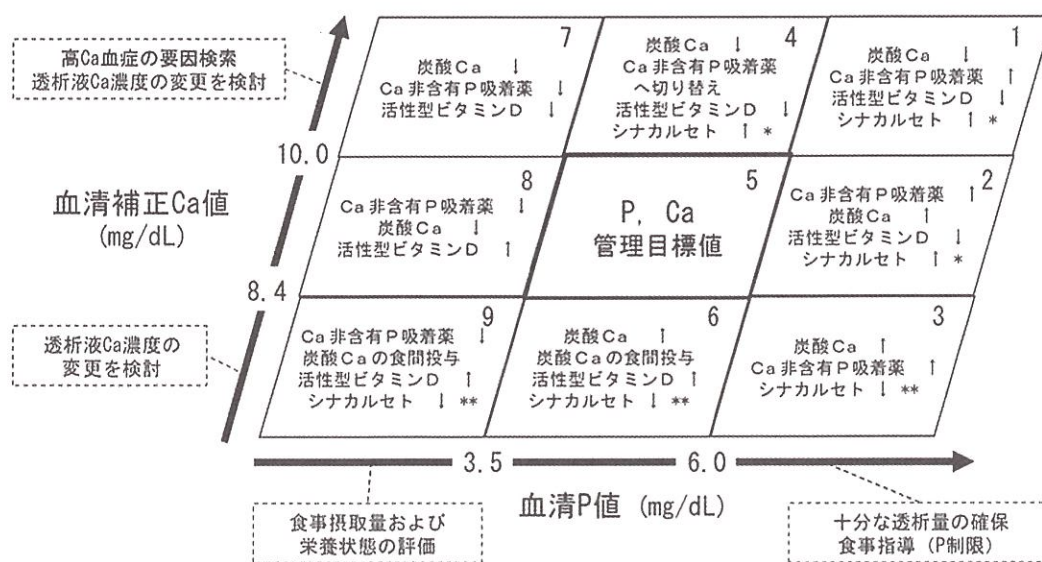 高Ca血症の要因検索
透析液Ca濃度の変更を検討
7
炭酸Ca ↓
Ca非含有P吸着薬 ↓
活性型ビタミンD ↓
4
炭酸Ca ↓
Ca非含有P吸着薬
へ切り替え
活性型ビタミンD ↓
シナカルセト ↑ *
1
炭酸Ca ↓
Ca非含有P吸着薬 ↑
活性型ビタミンD ↓
シナカルセト ↑ *
10.0
血清補正Ca値
(mg/dL)
8
Ca非含有P吸着薬 ↓
炭酸Ca ↓
活性型ビタミンD ↑
5
P, Ca
管理目標値
2
Ca非含有P吸着薬 ↑
炭酸Ca ↑
活性型ビタミンD ↓
シナカルセト ↑ *
8.4
透析液Ca濃度の
変更を検討
9
Ca非含有P吸着薬 ↓
炭酸Caの食間投与
活性型ビタミンD ↑
シナカルセト ↓ **
6
炭酸Ca ↑
炭酸Caの食間投与
活性型ビタミンD ↑
シナカルセト ↓ **
3
炭酸Ca ↑
Ca非含有P吸着薬 ↑
シナカルセト ↓ **
3.5
6.0
血清P値 (mg/dL)
食事摂取量および
栄養状態の評価
十分な透析量の確保
食事指導 (P制限)